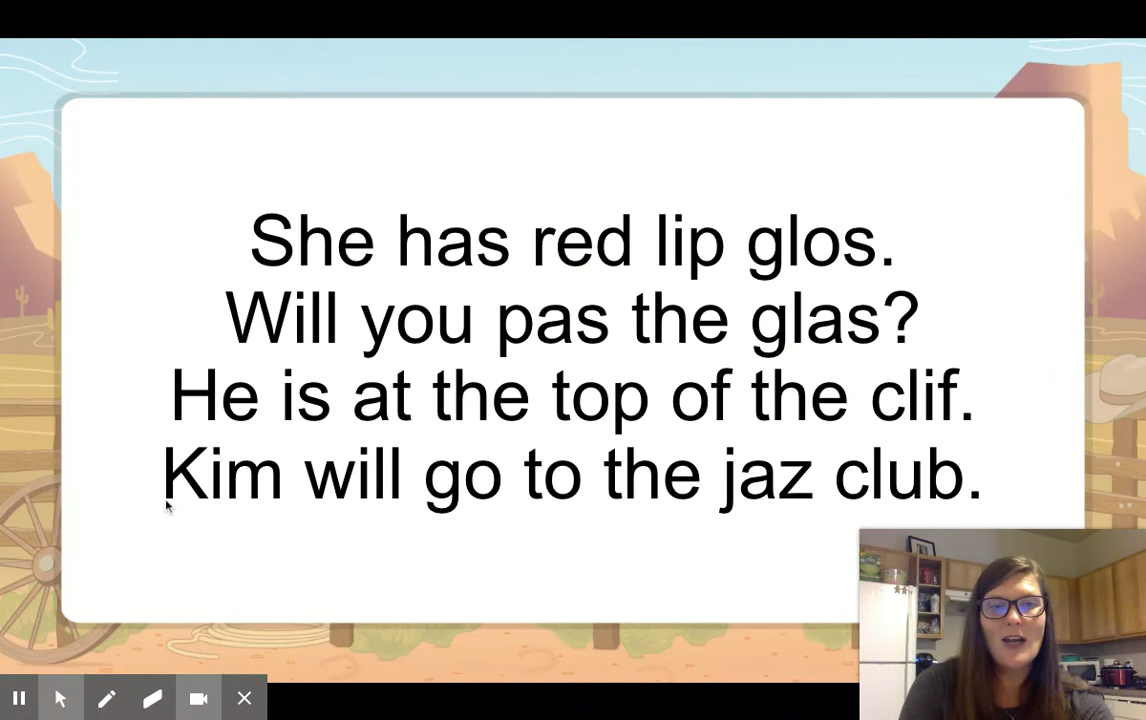 She has red lip glos.
Will you pas the glas?
He is at the top of the clif.
Kim will go to the jaz club.